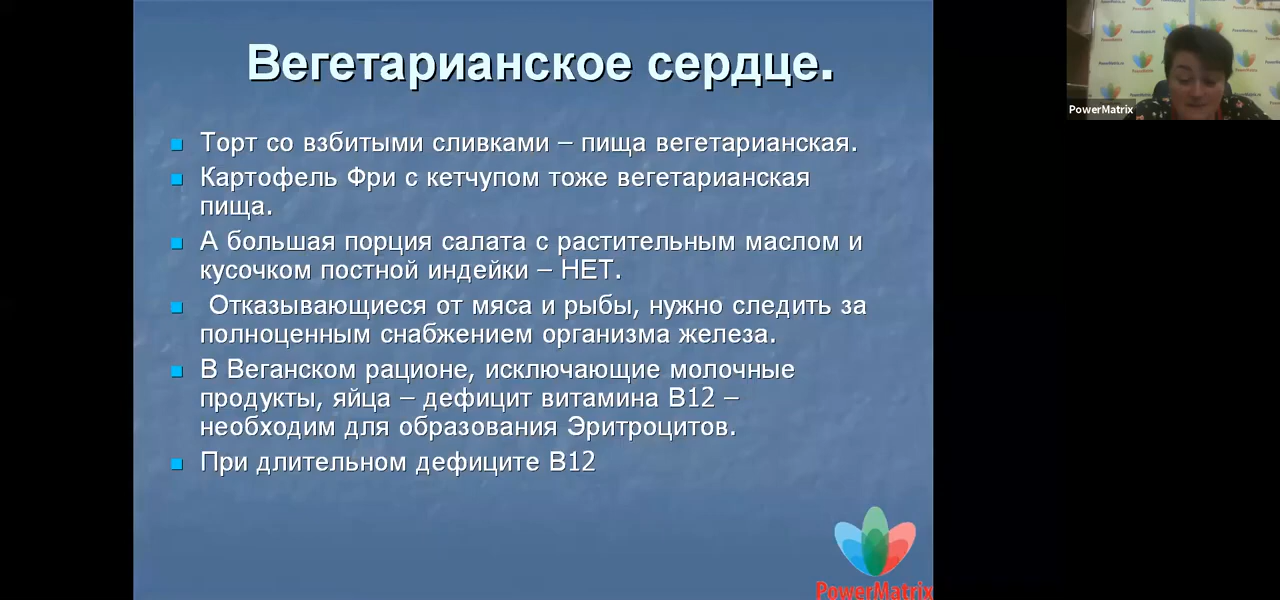 Вегетарианское сердце.
Торт со взбитыми сливками – пища вегетарианская.
Картофель Фри с кетчупом тоже вегетарианская
пища.
А большая порция салата с растительным маслом и
кусочком постной индейки – НЕТ.
Отказывающиеся от мяса и рыбы, нужно следить за
полноценным снабжением организма железа.
В Веганском рационе, исключающие молочные
продукты, яйца – дефицит витамина В12 –
необходим для образования Эритроцитов.
При длительном дефиците В12
PowerMatrix
PowerMatrix